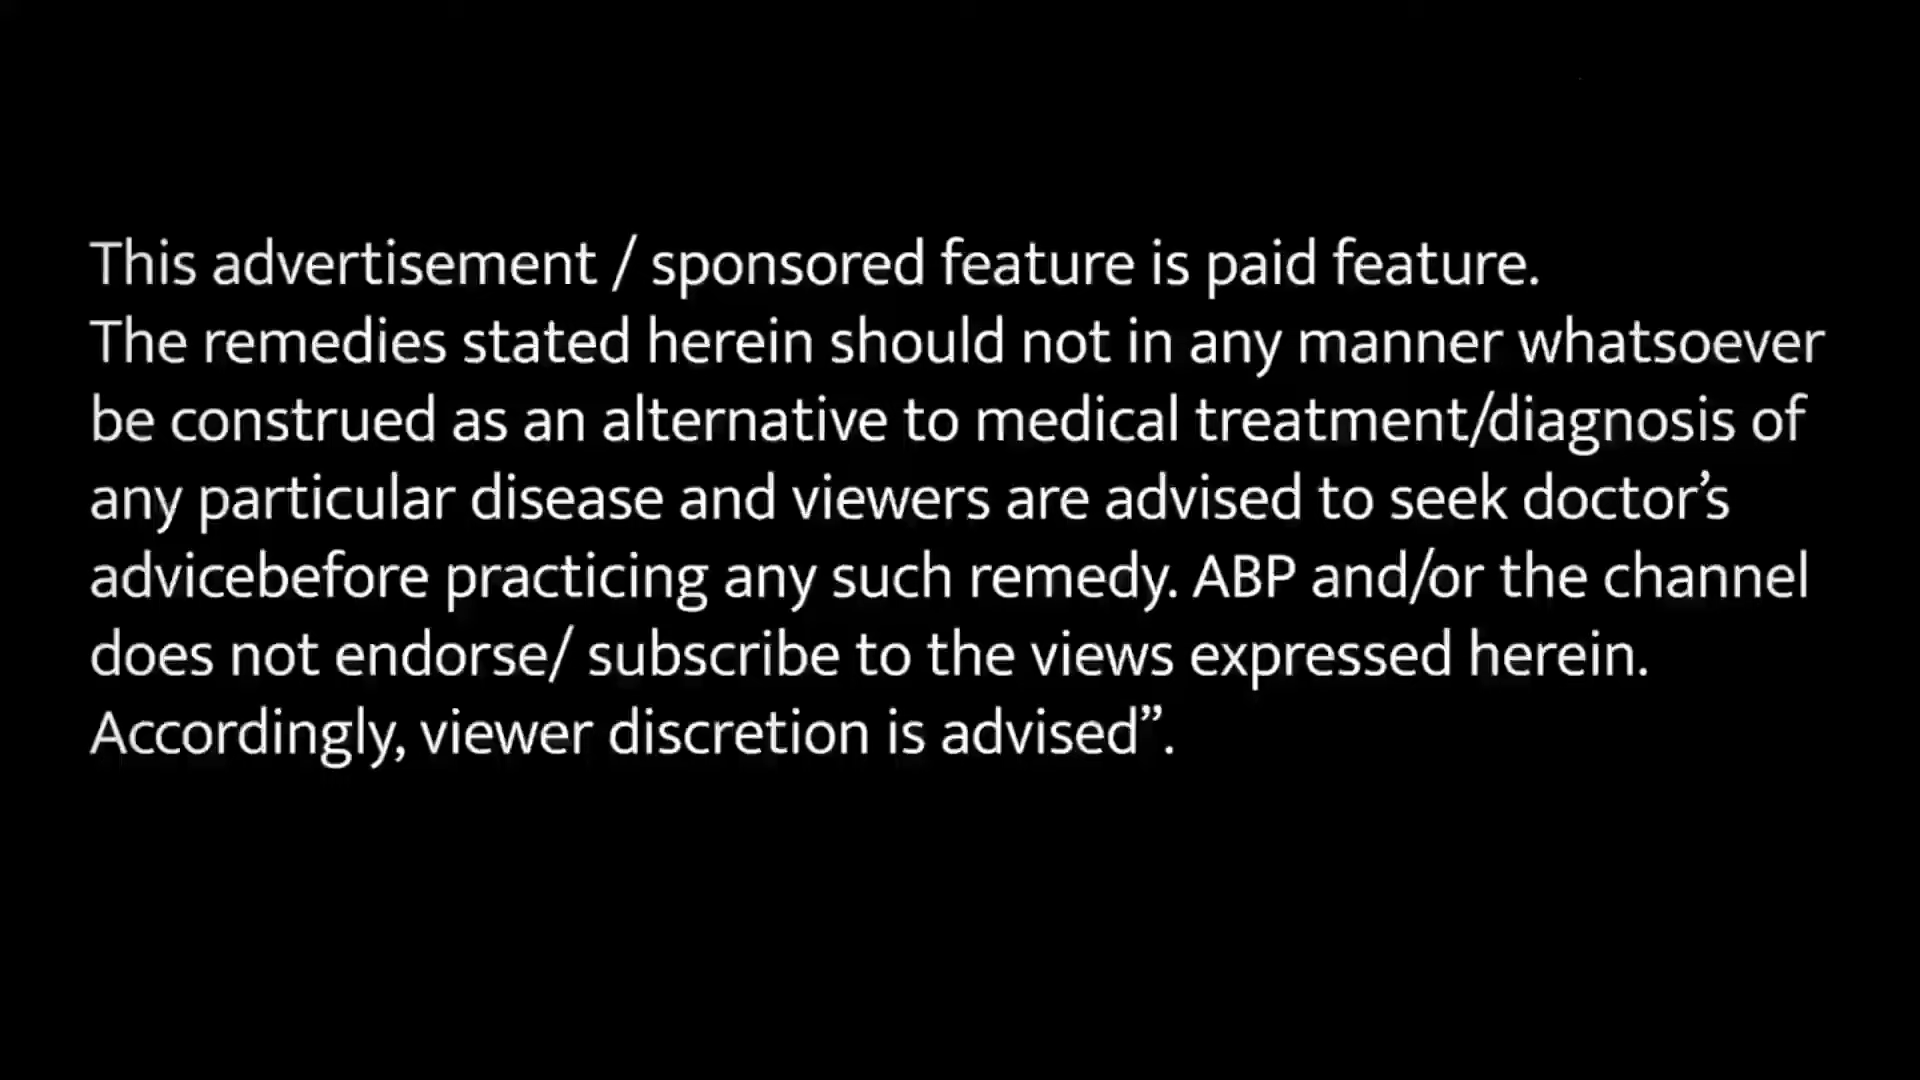 This advertisement / sponsored feature is paid feature.
The remedies stated herein should not in any manner whatsoever
be construed as an alternative to medical treatment/diagnosis of
any particular disease and viewers are advised to seek doctor’s
advicebefore practicing any such remedy. ABP and/or the channel
does not endorse/ subscribe to the views expressed herein.
Accordingly, viewer discretion is advised”.